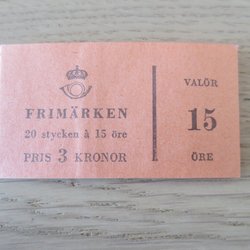 FRIMÄRKEN
20 stycken à 15 öre
PRIS 3 KRONOR
VALÖR
15
ÖRE